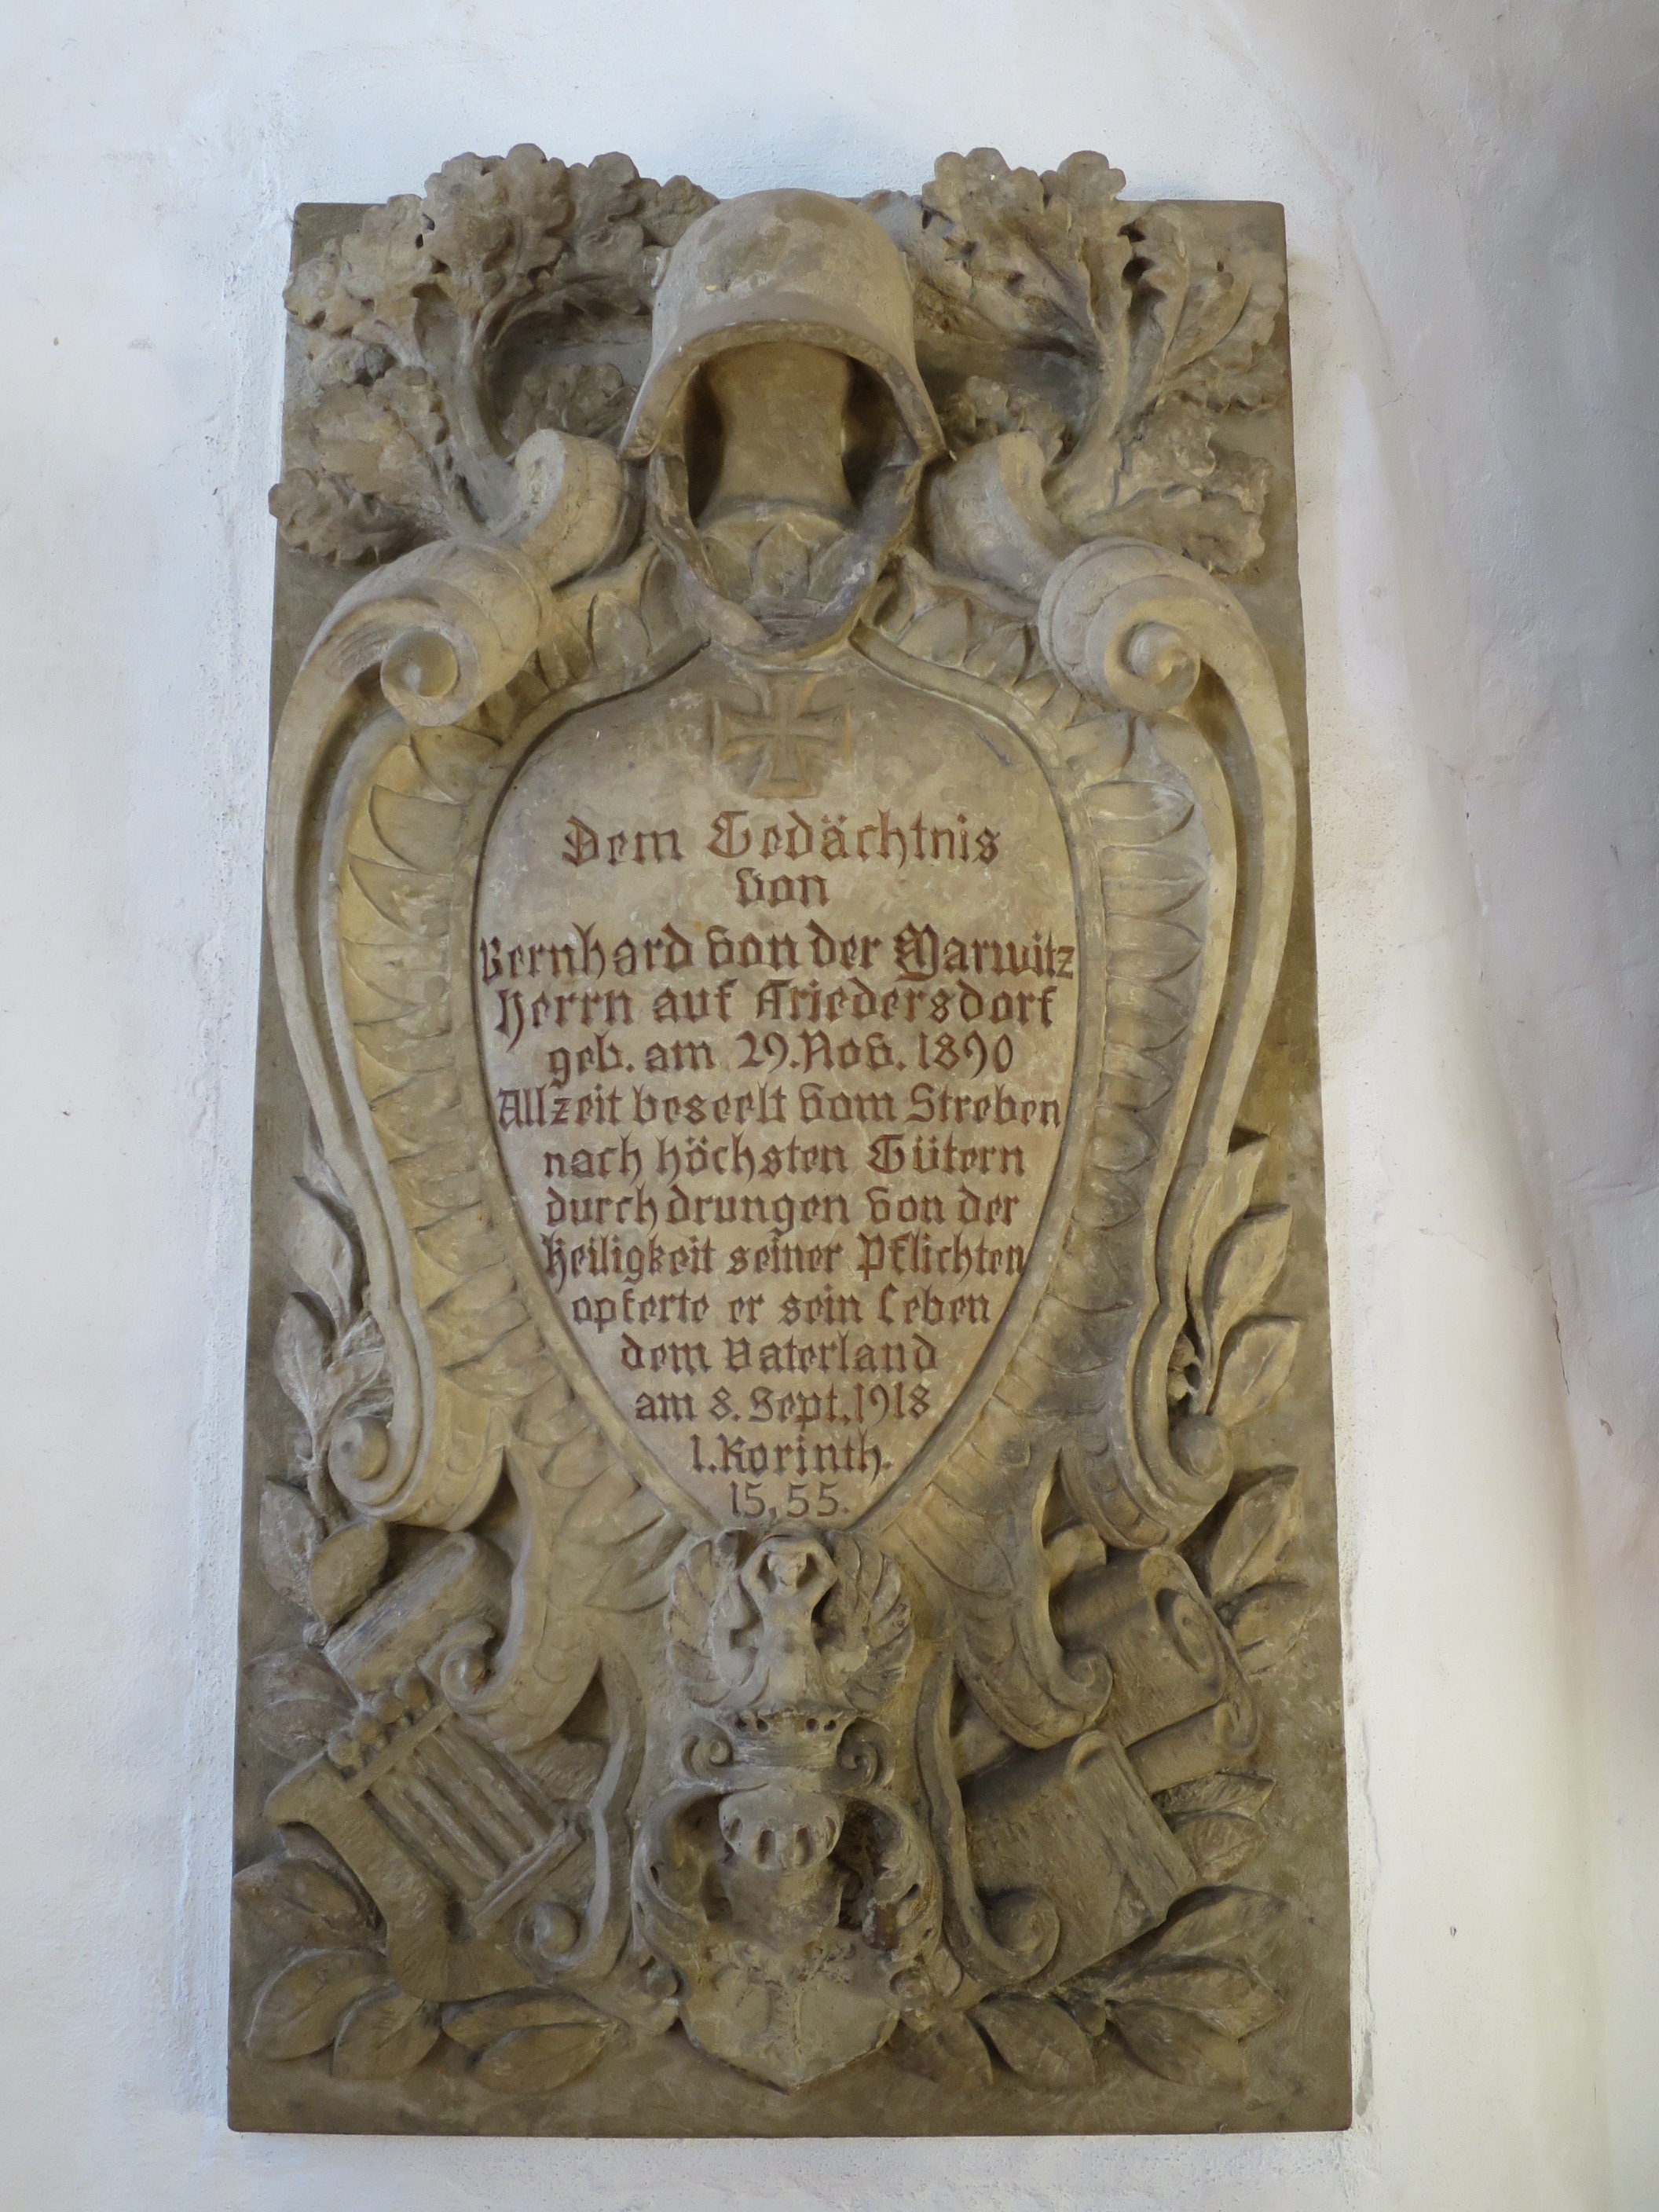 Dem Gedächtnis
von
Bernhard von der Marwitz
Herrn auf Friedersdorf
geb. am 29. Nov. 1890
Allzeit beseelt vom Streben
nach höchsten Gütern
durchdrungen von der
Heiligkeit seiner Pflichten
opferte er sein Leben
dem Vaterland
am 8. Sept. 1918
1. Korinth.
15, 55.